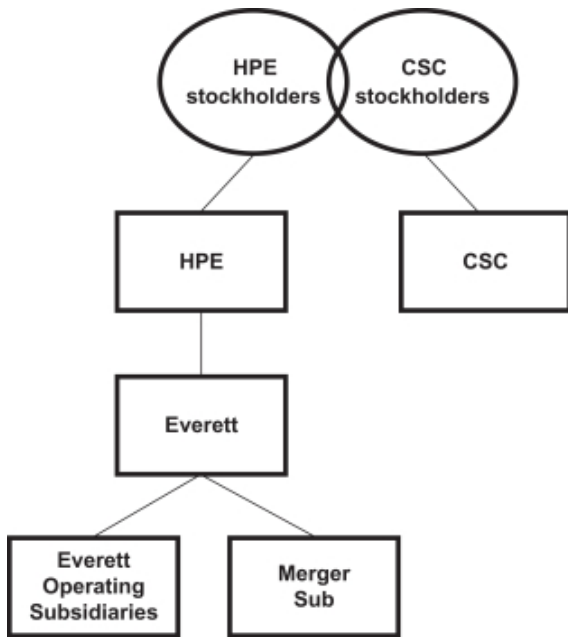 HPE
stockholders
CSC
stockholders
HPE
CSC
Everett
Everett
Operating
Subsidiaries
Merger
Sub